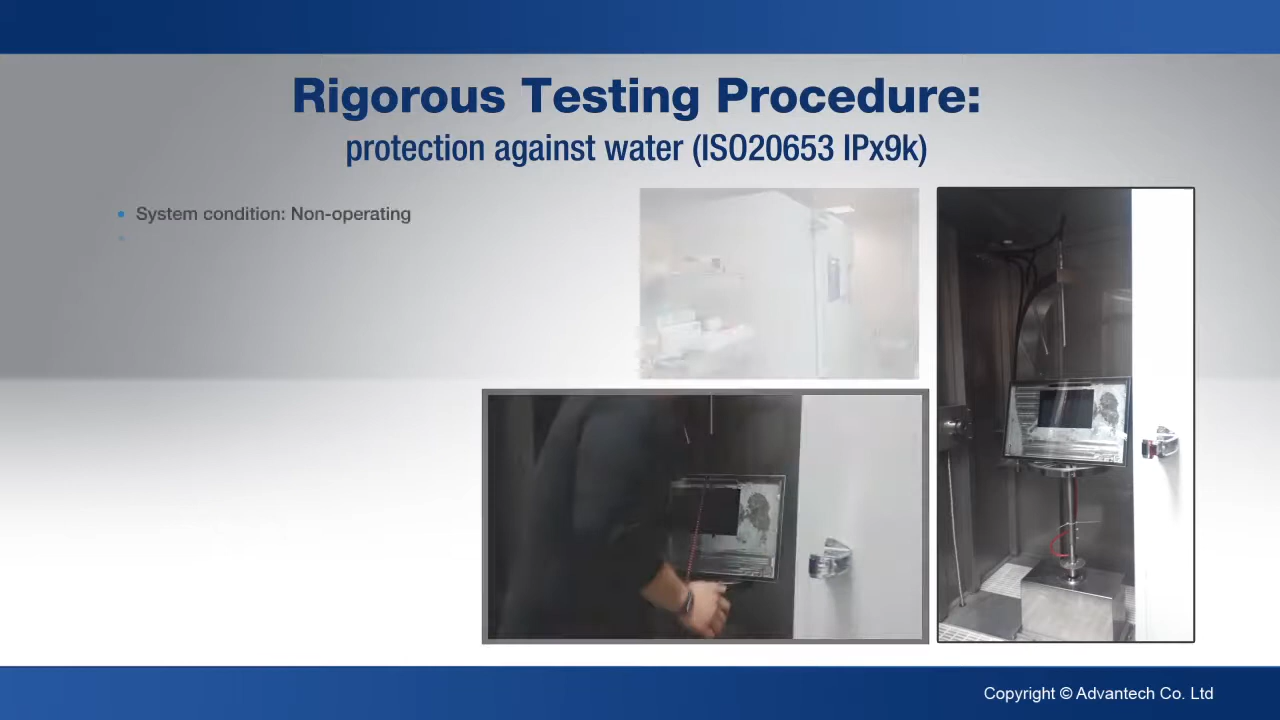 Rigorous Testing Procedure:
protection against water (ISO20653 IPx9k)
• System condition: Non-operating
Copyright © Advantech Co. Ltd